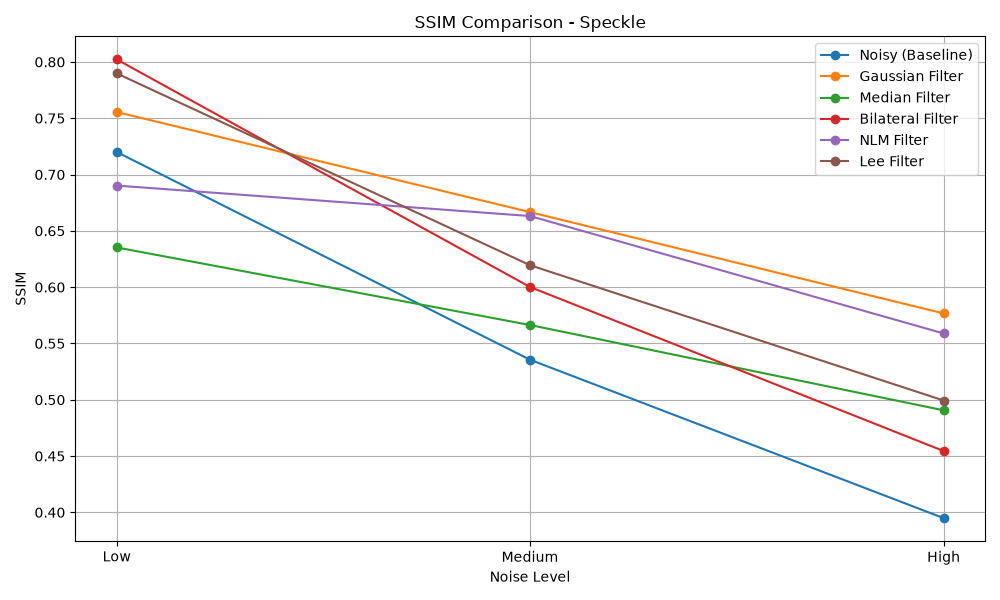 SSIM Comparison - Speckle
Noisy (Baseline)
Gaussian Filter
Median Filter
Bilateral Filter
NLM Filter
Lee Filter
SSIM
0.80
0.75
0.70
0.65
0.60
0.55
0.50
0.45
0.40
Low
Medium
High
Noise Level